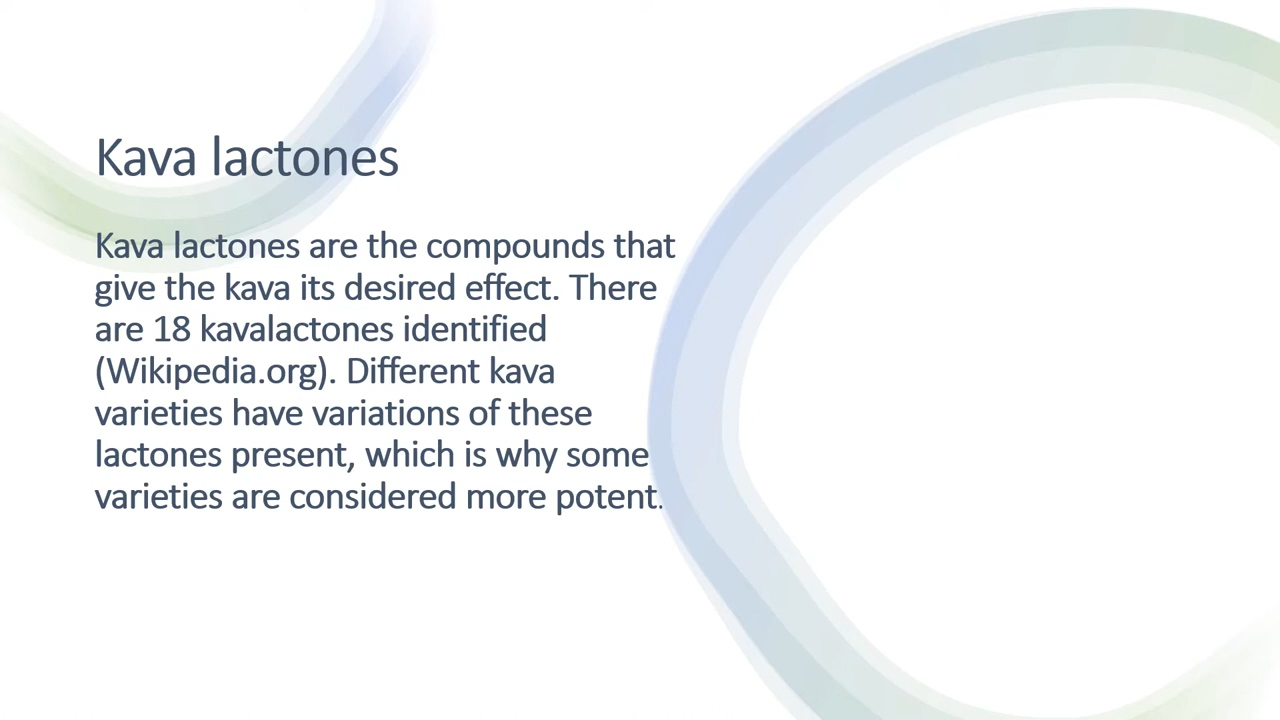 Kava lactones
Kava lactones are the compounds that
give the kava its desired effect. There
are 18 kavalactones identified
(Wikipedia.org). Different kava
varieties have variations of these
lactones present, which is why some
varieties are considered more potent.